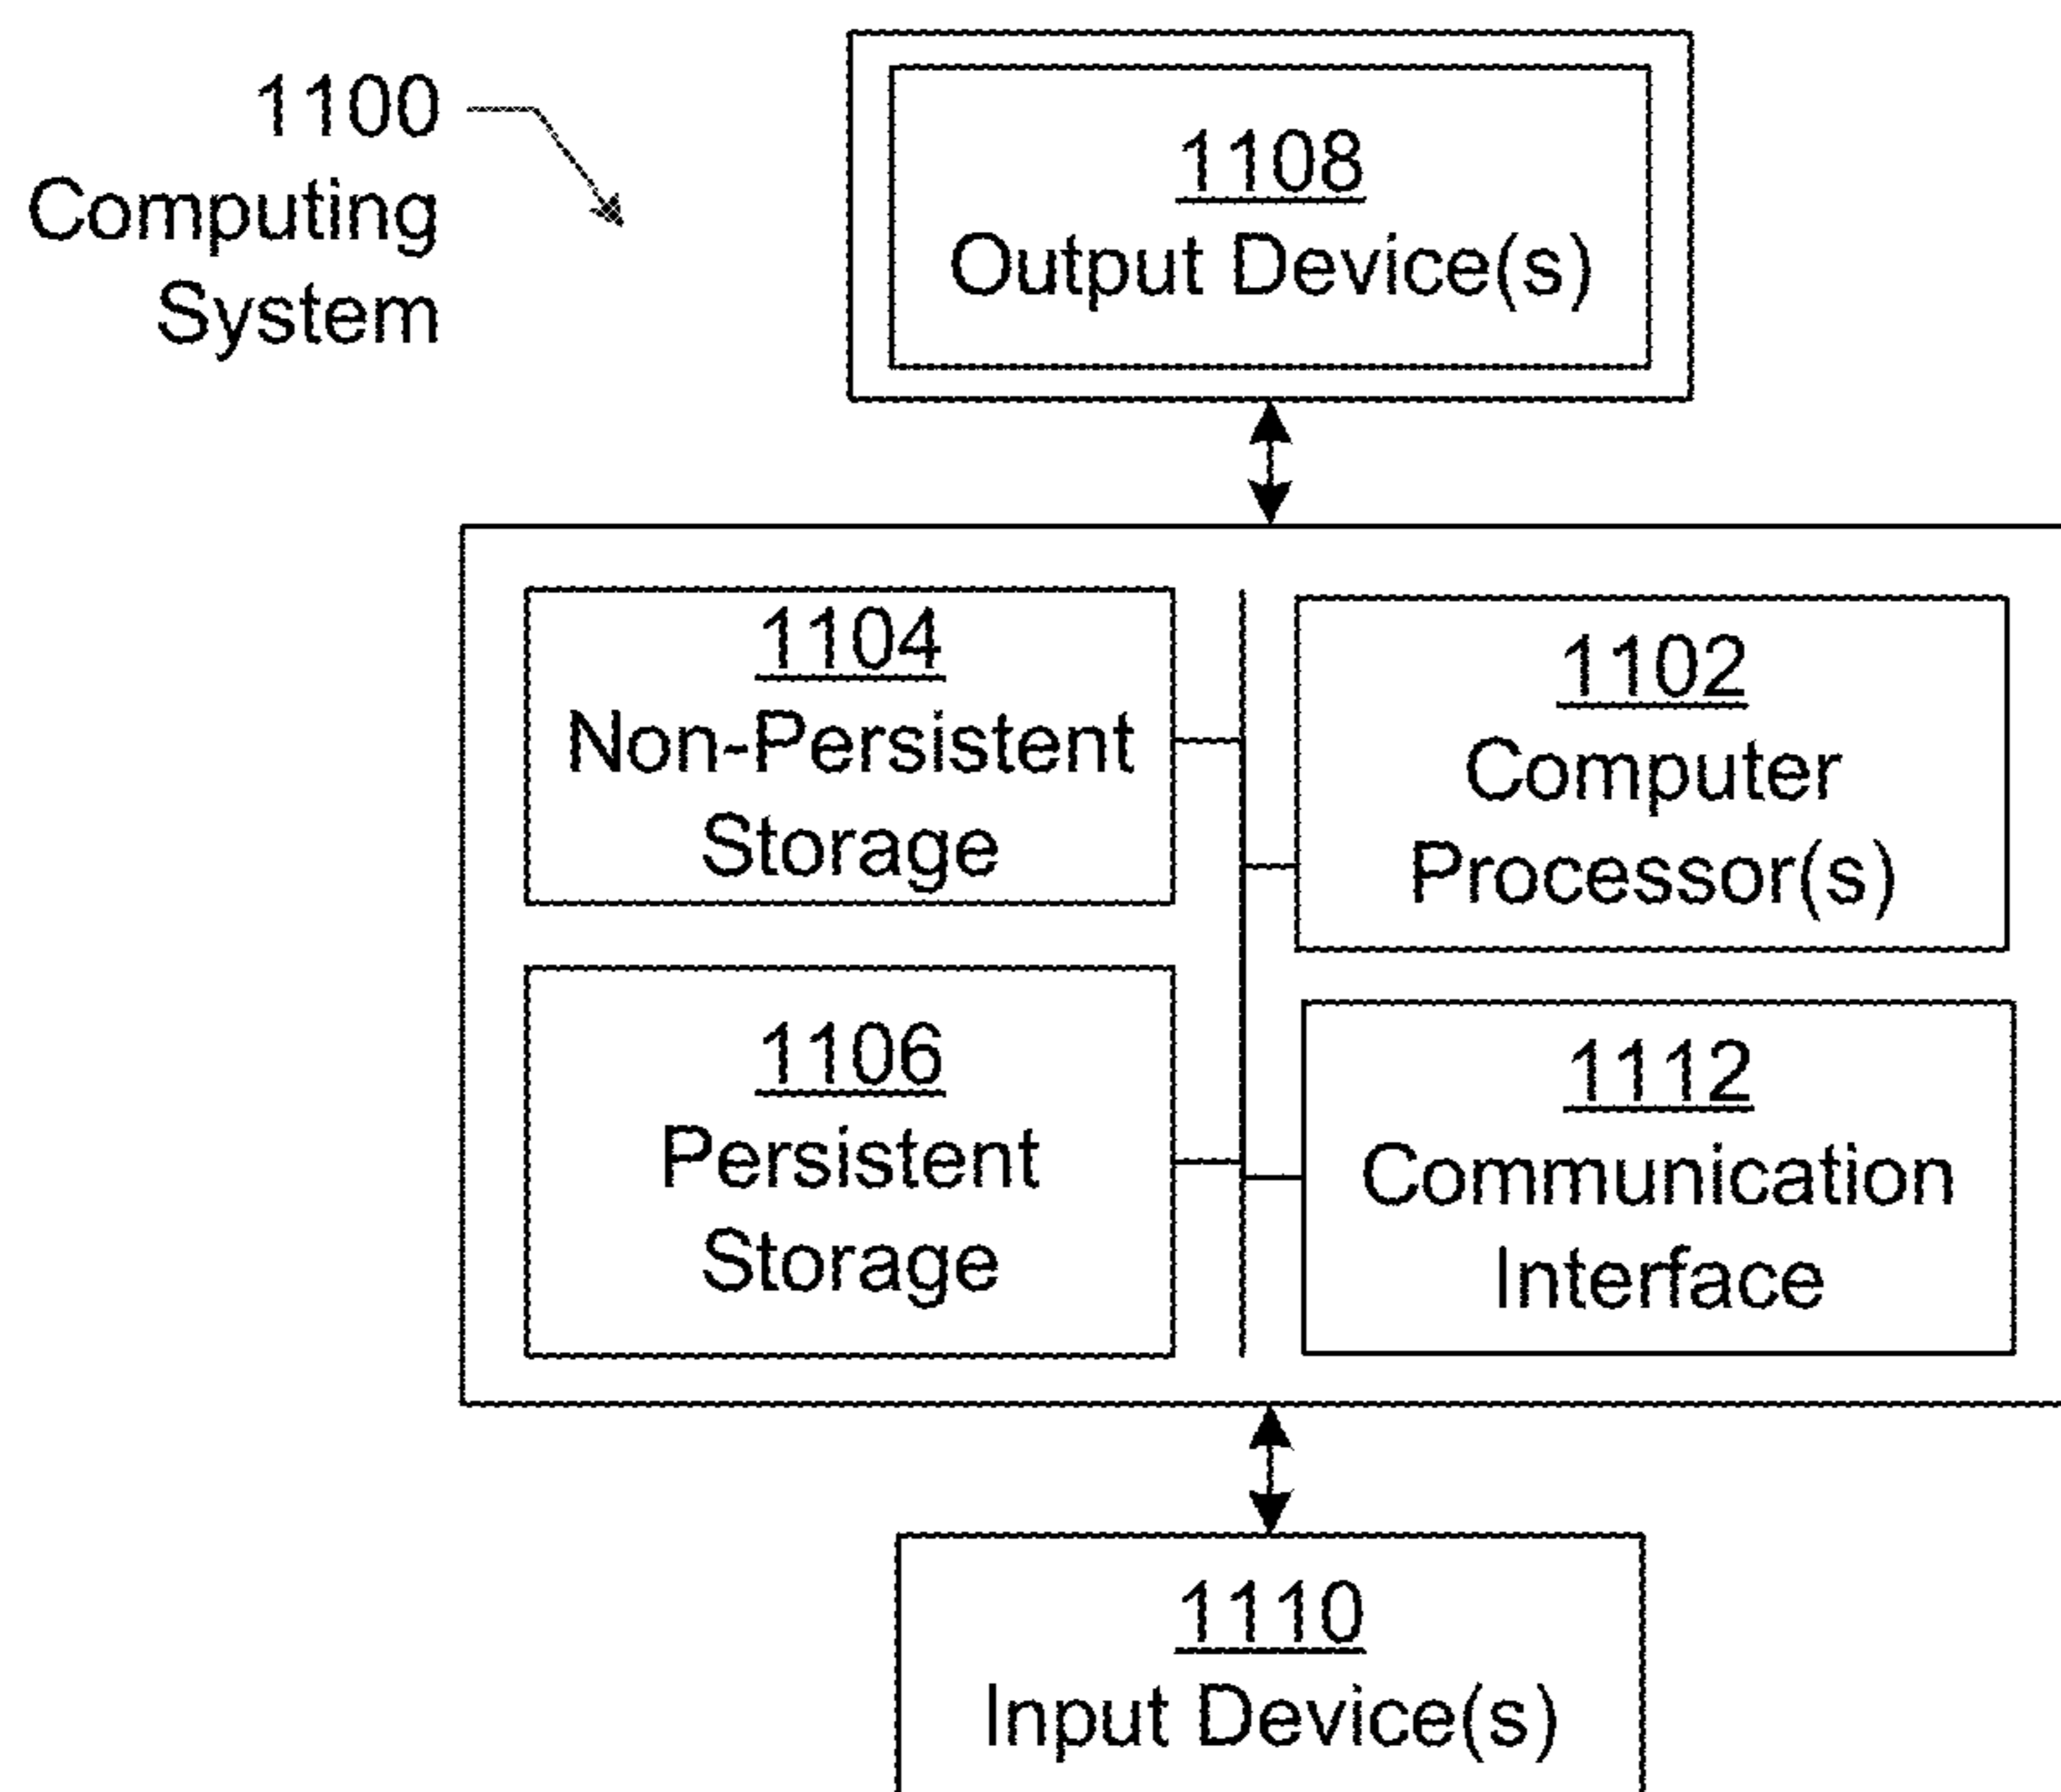 1100
Computing
System
1108
Output Device(s)
1104
Non-Persistent
Storage
1102
Computer
Processor(s)
1106
Persistent
Storage
1112
Communication
Interface
1110
Input Device(s)